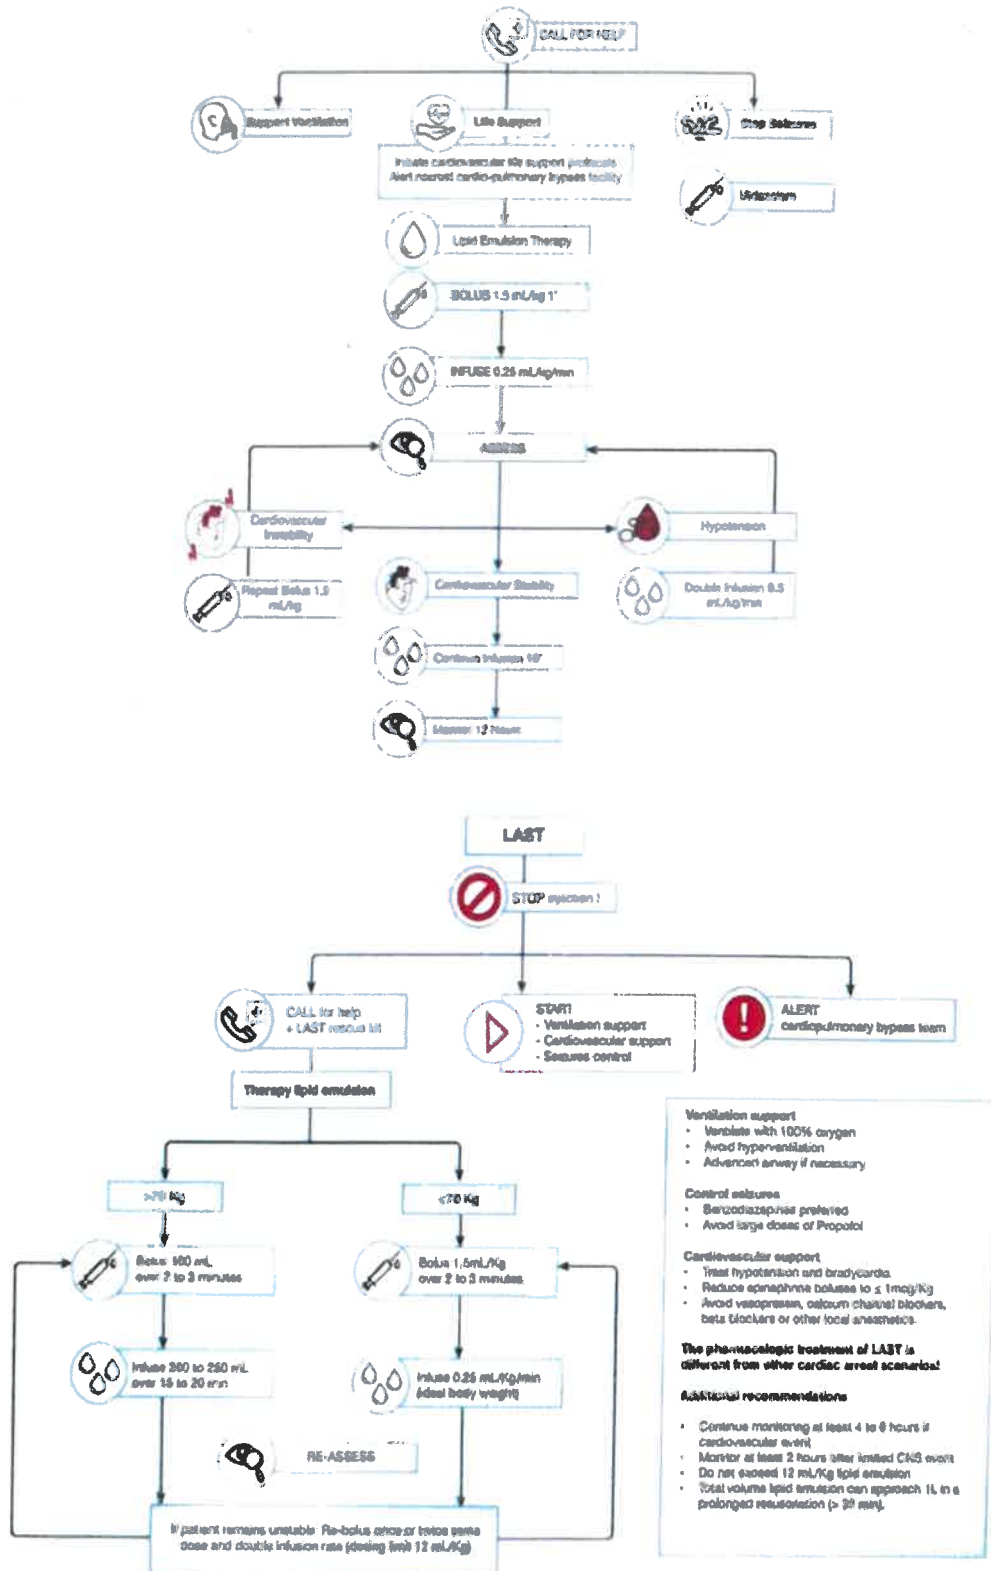 CALL FOR HELP
Support Ventilation
Life Support
Stop Seizures
Initiate cardiovascular life support protocols
Alert nearest cardio-pulmonary bypass facility
Midazolam
Lipid Emulsion Therapy
BOLUS 1.5 mL/kg 1'
INFUSE 0.25 mL/kg/min
ASSESS
Cardiovascular
Instability
Hypotension
Repeat Bolus 1.5
mL/kg
Cardiovascular Stability
Double Infusion 0.5
mL/kg/min
Continue Infusion 10'
Monitor 12 hours
LAST
STOP injection !
CALL for help
+ LAST rescue kit
START
- Ventilation support
- Cardiovascular support
- Seizures control
ALERT
cardiopulmonary bypass team
Therapy lipid emulsion
>70 Kg
<70 Kg
Bolus 100 mL
over 2 to 3 minutes
Bolus 1,5mL/Kg
over 2 to 3 minutes
Infuse 200 to 250 mL
over 15 to 20 min
Infuse 0.25 mL/Kg/min
(ideal body weight)
RE-ASSESS
If patient remains unstable: Re-bolus once or twice same
dose and double infusion rate (dosing limit 12 mL/Kg)
Ventilation support
• Ventilate with 100% oxygen
• Avoid hyperventilation
• Advanced airway if necessary
Control seizures
• Benzodiazepines preferred
• Avoid large doses of Propofol
Cardiovascular support
• Treat hypotension and bradycardia
• Reduce epinephrine boluses to ≤ 1mcg/Kg
• Avoid vasopressin, calcium channel blockers,
beta blockers or other local anesthetics.
The pharmacologic treatment of LAST is
different from other cardiac arrest scenarios!
Additional recommendations
• Continue monitoring at least 4 to 6 hours if
cardiovascular event
• Monitor at least 2 hours after limited CNS event
• Do not exceed 12 mL/Kg lipid emulsion
• Total volume lipid emulsion can approach 1L in a
prolonged resuscitation (> 30 min).